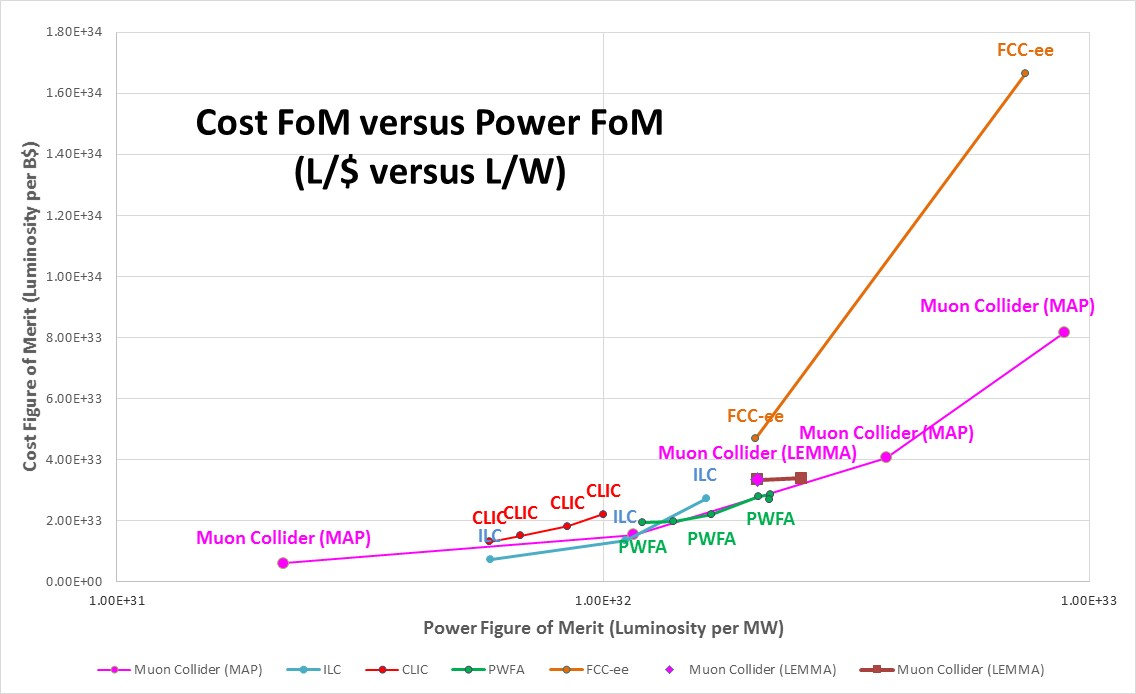 Cost FoM versus Power FoM
(L/$ versus L/W)
Cost Figure of Merit (Luminosity per B$)
1.80E+34
1.60E+34
1.40E+34
1.20E+34
1.00E+34
8.00E+33
6.00E+33
4.00E+33
2.00E+33
0.00E+00
FCC-ee
Muon Collider (MAP)
FCC-ee
Muon Collider (MAP)
Muon Collider (LEMMA)
ILC
CLIC
CLIC
CLIC
CLIC
ILC
PWFA
ILC
Muon Collider (MAP)
PWFA
PWFA
1.00E+31
1.00E+32
1.00E+33
Power Figure of Merit (Luminosity per MW)
Muon Collider (MAP)
ILC
CLIC
PWFA
FCC-ee
Muon Collider (LEMMA)
Muon Collider (LEMMA)